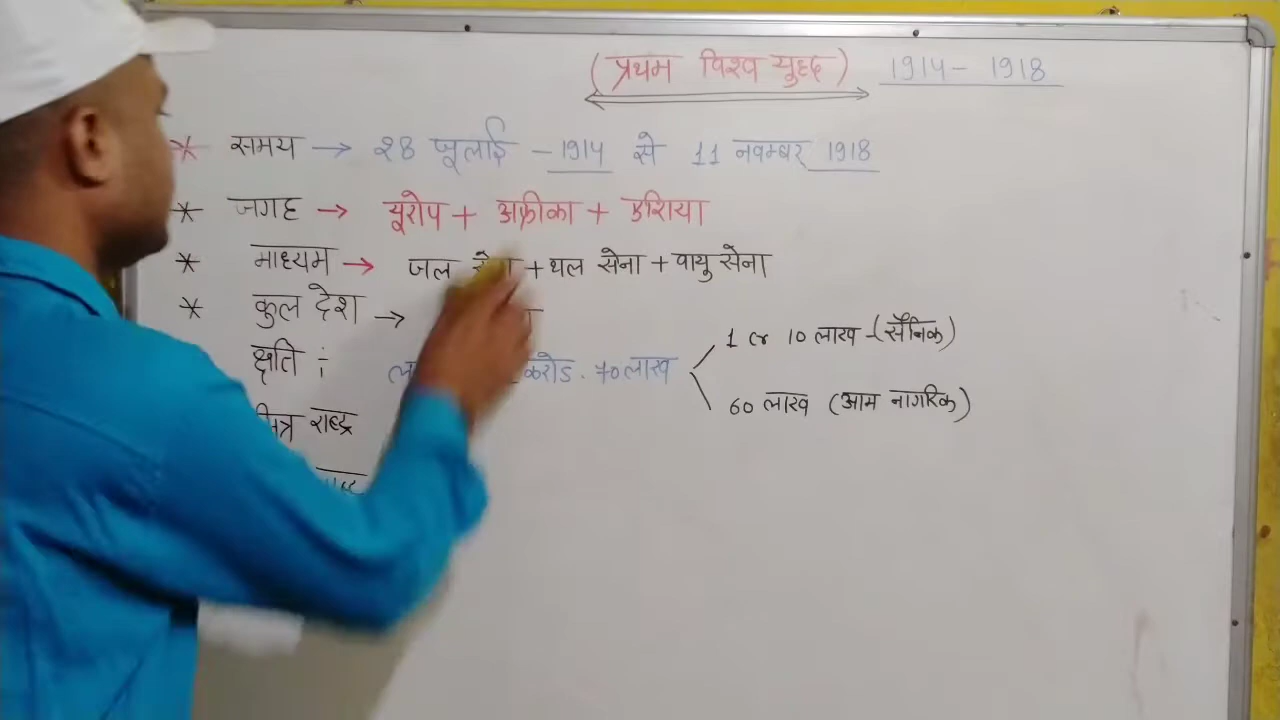 (प्रथम विश्व युद्द) 1914 - 1918
* समय → 28 जूलाई - 1914 से 11 नवम्बर 1918
* जगह → यूरोप + अफ्रीका + एशिया
* माध्यम → जल सेना + थल सेना + वायु सेना
* कुल देश →
क्षति : करोड. 70 लाख
1 cr 10 लाख - (सैनिक)
60 लाख (आम नागरिक)
राष्ट्र